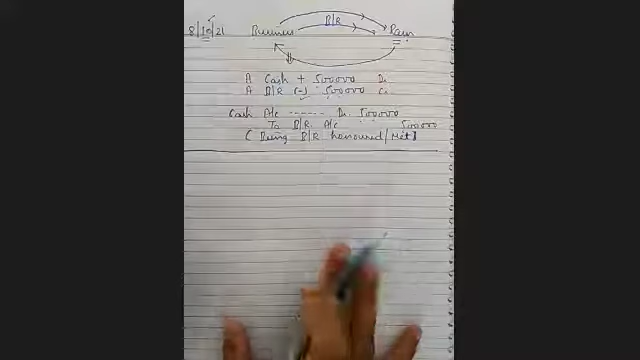 8/10/21 Business B/R Ram
A Cash + 500000 Dr.
A B/R (-) 500000 Cr.
Cash A/c ------ Dr. 500000
To B/R A/c 500000
( Being B/R honoured/Met)